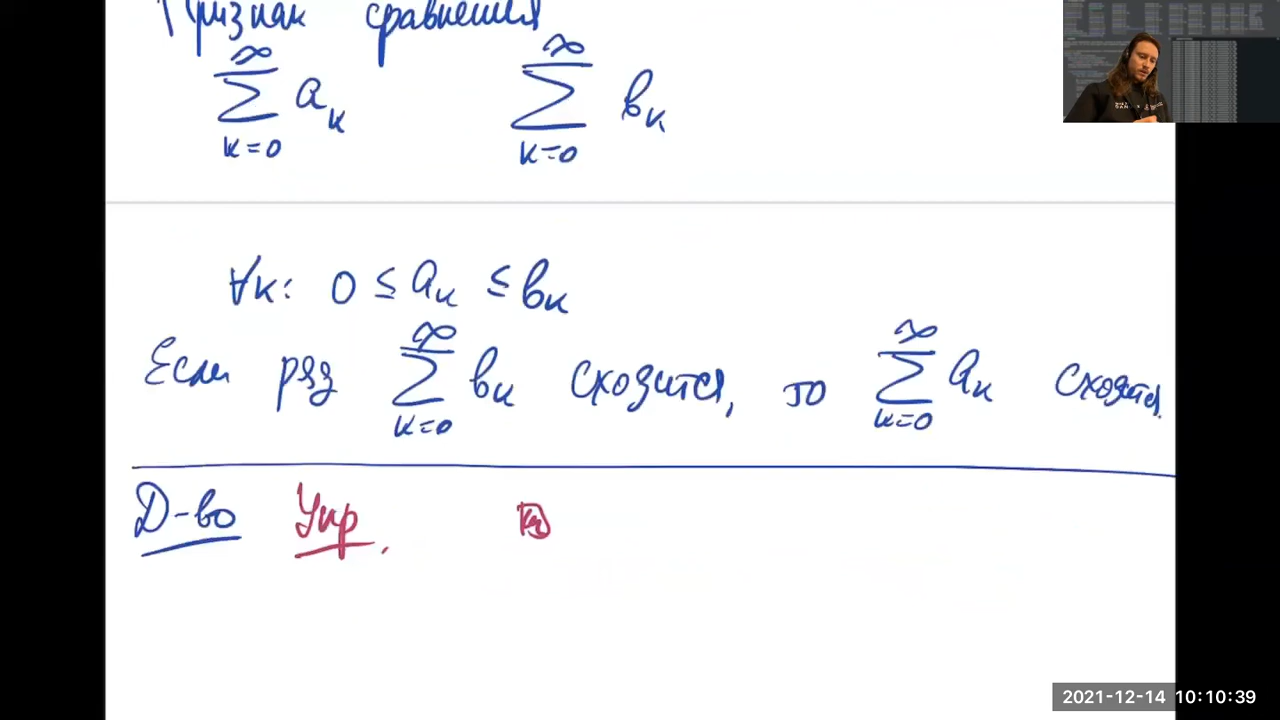 Признак сравнения
∞ ∑ k=0 a_k ∞ ∑ k=0 b_k
∀k: 0 ≤ a_k ≤ b_k
Если ряд ∞ ∑ k=0 b_k сходится, то ∞ ∑ k=0 a_k сходится.
Д-во Упр.
2021-12-14 10:10:39